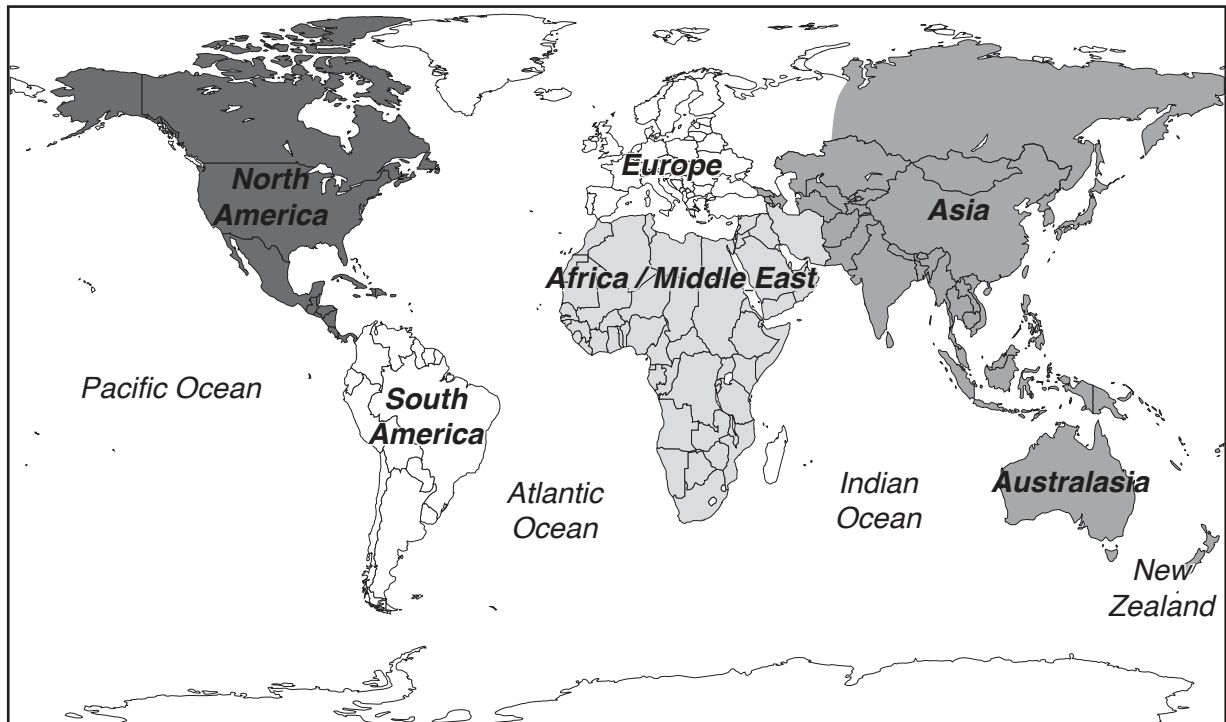 North
America
Europe
Asia
Africa / Middle East
Pacific Ocean
South
America
Atlantic
Ocean
Indian
Ocean
Australasia
New
Zealand